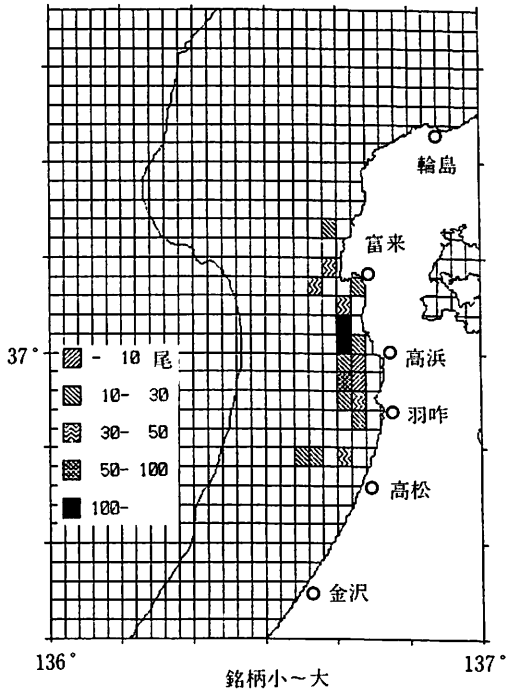 輪島
富来
37°
- 10 尾
高浜
10- 30
羽咋
30- 50
50- 100
高松
100-
金沢
136°
137°
銘柄小～大